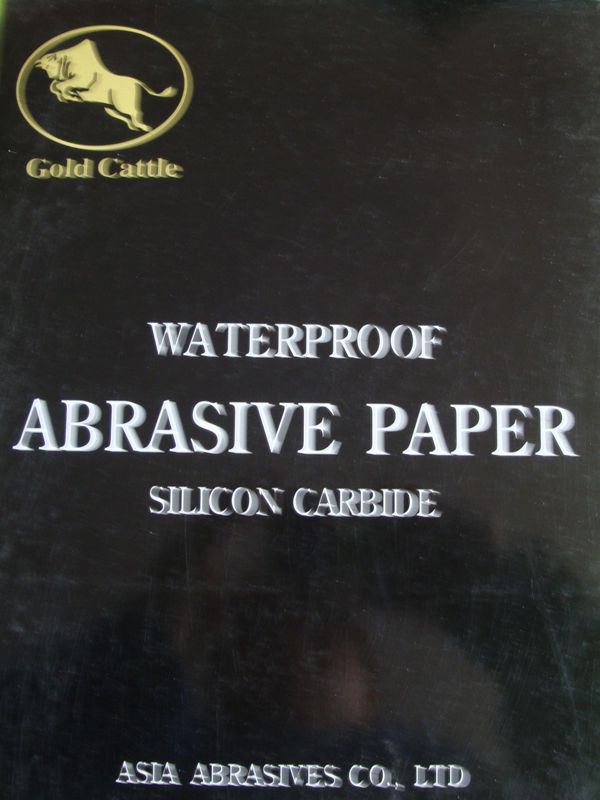 Gold Cattle
WATERPROOF
ABRASIVE PAPER
SILICON CARBIDE
ASIA ABRASIVES CO., LTD